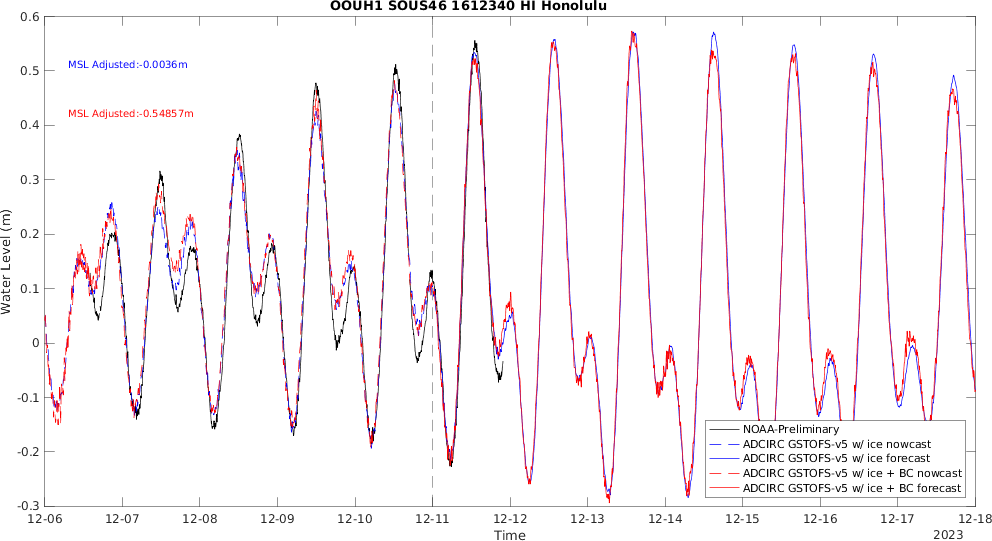 OOUH1 SOUS46 1612340 HI Honolulu
0.6
0.5
0.4
0.3
0.2
0.1
0
-0.1
-0.2
-0.3
Water Level (m)
MSL Adjusted:-0.0036m
MSL Adjusted:-0.54857m
NOAA-Preliminary
ADCIRC GSTOFS-v5 w/ ice nowcast
ADCIRC GSTOFS-v5 w/ ice forecast
ADCIRC GSTOFS-v5 w/ ice + BC nowcast
ADCIRC GSTOFS-v5 w/ ice + BC forecast
12-06 12-07 12-08 12-09 12-10 12-11 12-12 12-13 12-14 12-15 12-16 12-17 12-18
Time
2023